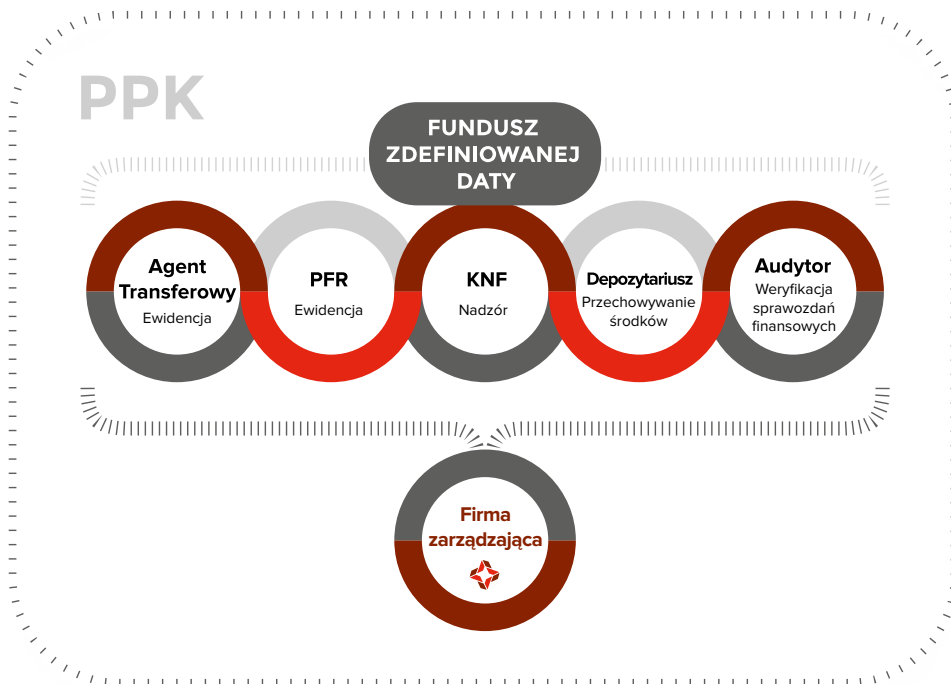 PPK
FUNDUSZ
ZDEFINIOWANEJ
DATY
Agent
Transferowy
Ewidencja
PFR
Ewidencja
KNF
Nadzór
Depozytariusz
Przechowywanie
środków
Audytor
Weryfikacja
sprawozdań
finansowych
Firma
zarządzająca